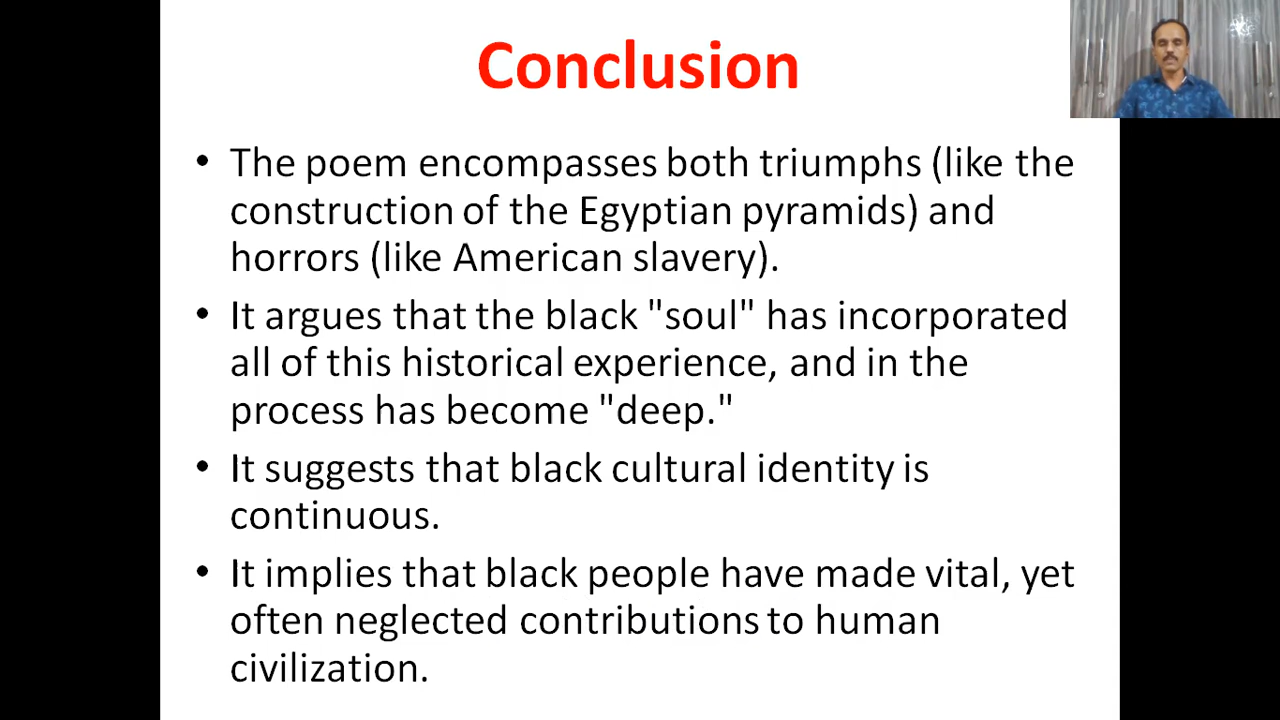 Conclusion
• The poem encompasses both triumphs (like the
construction of the Egyptian pyramids) and
horrors (like American slavery).
• It argues that the black "soul" has incorporated
all of this historical experience, and in the
process has become "deep."
• It suggests that black cultural identity is
continuous.
• It implies that black people have made vital, yet
often neglected contributions to human
civilization.